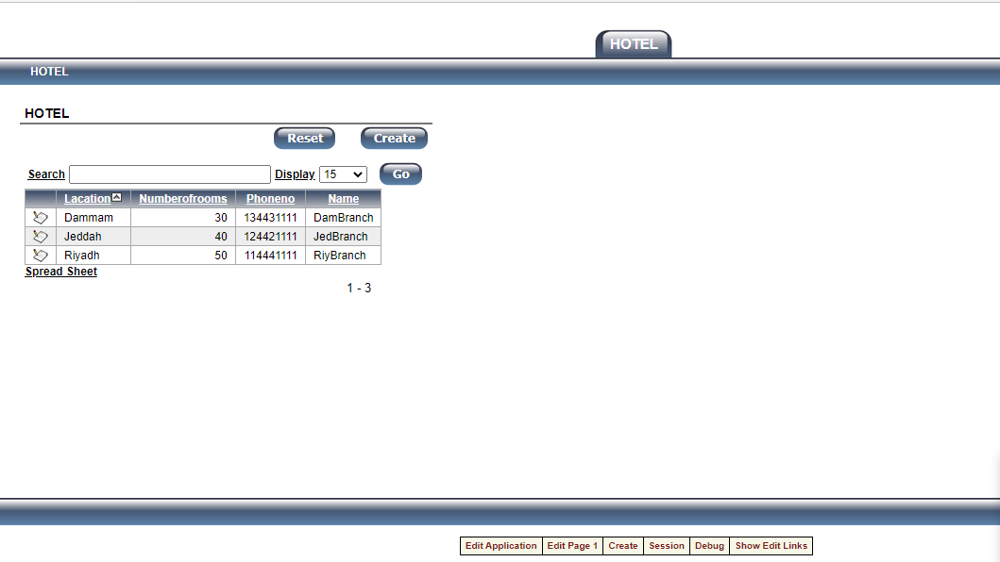 HOTEL
HOTEL
HOTEL
Reset Create
Search Display 15 Go
Lacation Numberofrooms Phoneno Name
Dammam 30 134431111 DamBranch
Jeddah 40 124421111 JedBranch
Riyadh 50 114441111 RiyBranch
Spread Sheet
1 - 3
Edit Application Edit Page 1 Create Session Debug Show Edit Links